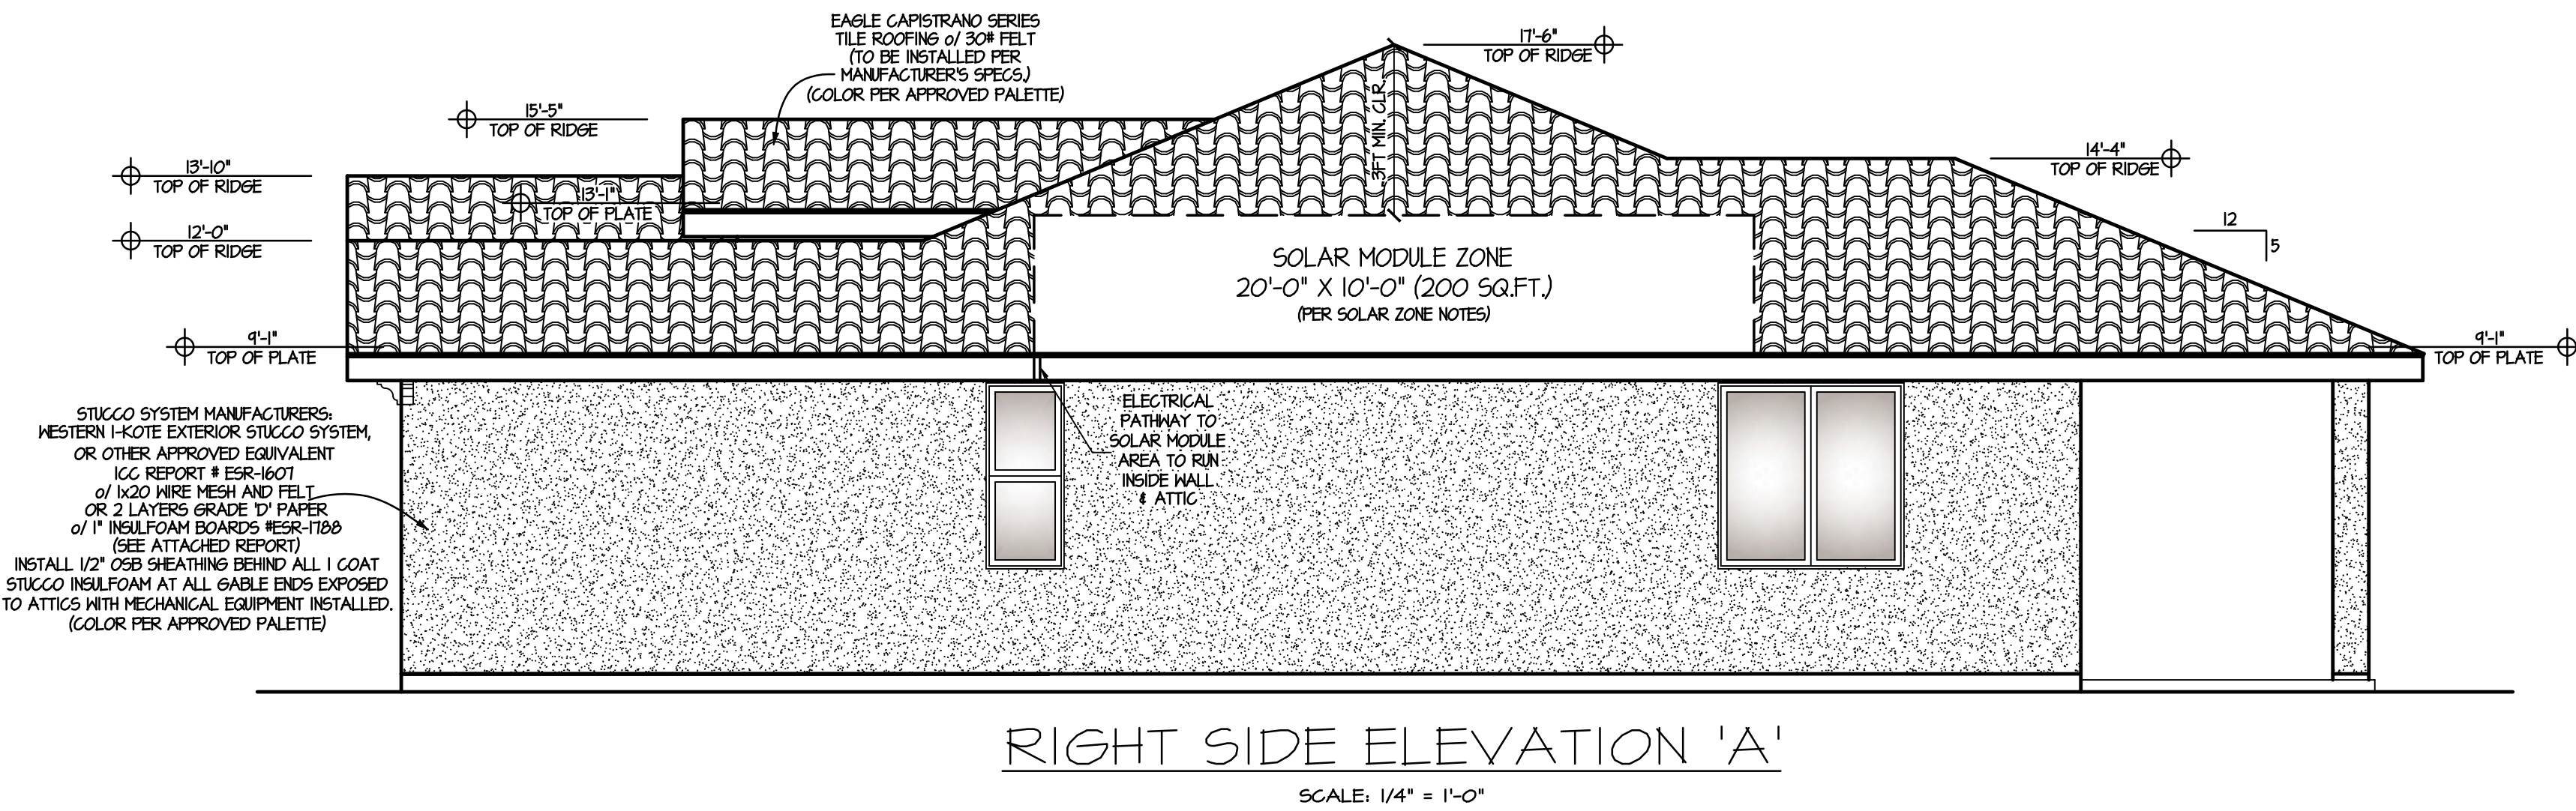 EAGLE CAPISTRANO SERIES
TILE ROOFING o/ 30# FELT
(TO BE INSTALLED PER
MANUFACTURER'S SPECS.)
(COLOR PER APPROVED PALETTE)
17'-6"
TOP OF RIDGE
15'-5"
TOP OF RIDGE
3FT MIN. CLR.
14'-4"
TOP OF RIDGE
13'-10"
TOP OF RIDGE
13'-1"
TOP OF PLATE
12'-0"
TOP OF RIDGE
12
5
SOLAR MODULE ZONE
20'-0" X 10'-0" (200 SQ.FT.)
(PER SOLAR ZONE NOTES)
9'-1"
TOP OF PLATE
9'-1"
TOP OF PLATE
STUCCO SYSTEM MANUFACTURERS:
WESTERN 1-KOTE EXTERIOR STUCCO SYSTEM,
OR OTHER APPROVED EQUIVALENT
ICC REPORT # ESR-1607
o/ 1x20 WIRE MESH AND FELT
OR 2 LAYERS GRADE 'D' PAPER
o/ 1" INSULFOAM BOARDS #ESR-1788
(SEE ATTACHED REPORT)
INSTALL 1/2" OSB SHEATHING BEHIND ALL 1 COAT
STUCCO INSULFOAM AT ALL GABLE ENDS EXPOSED
TO ATTICS WITH MECHANICAL EQUIPMENT INSTALLED.
(COLOR PER APPROVED PALETTE)
ELECTRICAL
PATHWAY TO
SOLAR MODULE
AREA TO RUN
INSIDE WALL
& ATTIC
RIGHT SIDE ELEVATION 'A'
SCALE: 1/4" = 1'-0"